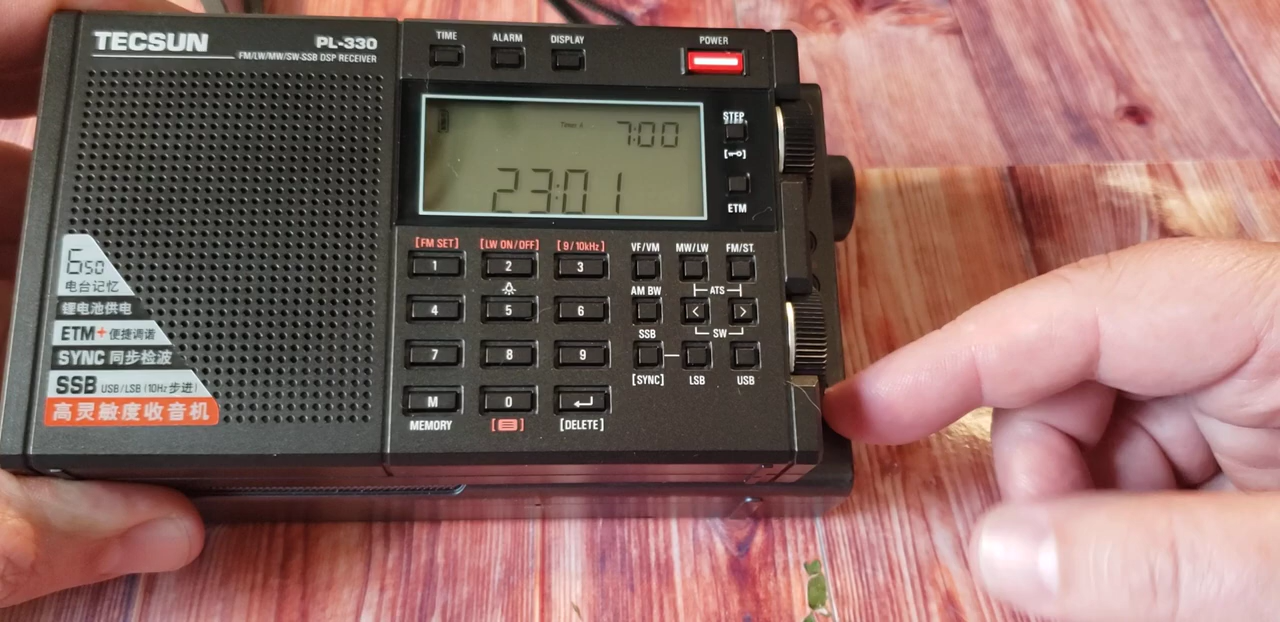 TECSUN
PL-330
FM/LW/MW/SW-SSB DSP RECEIVER
TIME
ALARM
DISPLAY
POWER
7:00
23:01
STEP
ETM
[FM SET]
[LW ON/OFF]
[9/10kHz]
VF/VM
MW/LW
FM/ST.
1
2
3
AM BW
ATS
4
5
6
<
>
SSB
SW
7
8
9
[SYNC]
LSB
USB
M
0
MEMORY
[DELETE]
650
电台记忆
锂电池供电
ETM+便捷调谐
SYNC 同步检波
SSB USB/LSB (10Hz步进)
高灵敏度收音机